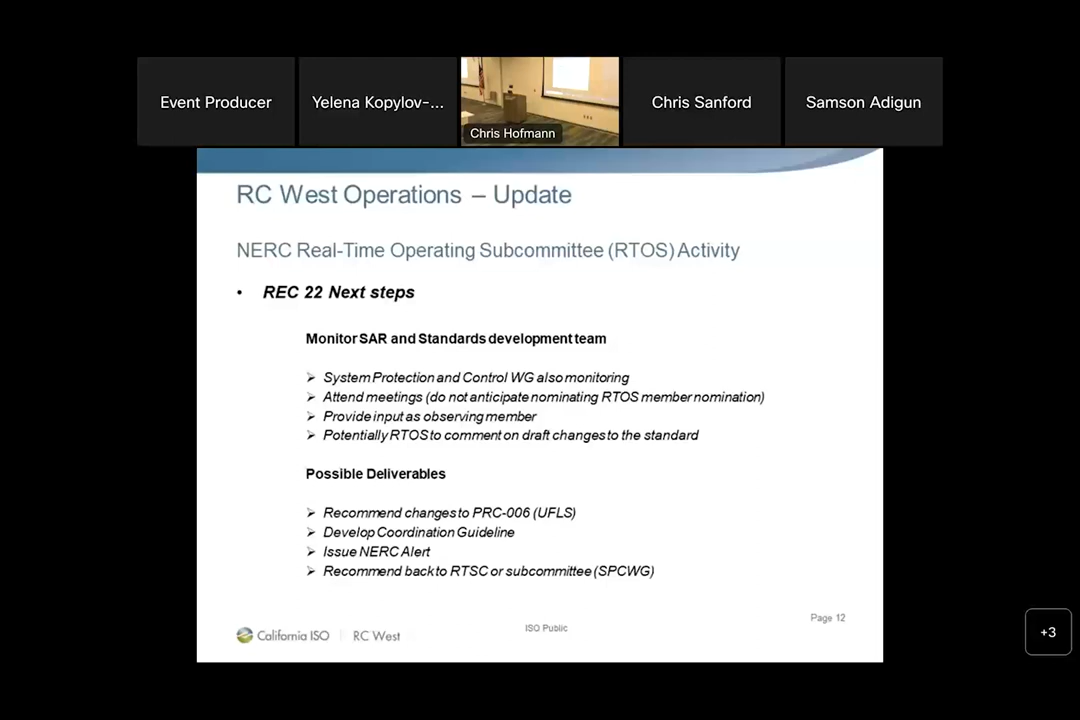 Event Producer
Yelena Kopylov-...
Chris Hofmann
Chris Sanford
Samson Adigun
RC West Operations – Update
NERC Real-Time Operating Subcommittee (RTOS) Activity
• REC 22 Next steps
Monitor SAR and Standards development team
➢ System Protection and Control WG also monitoring
➢ Attend meetings (do not anticipate nominating RTOS member nomination)
➢ Provide input as observing member
➢ Potentially RTOS to comment on draft changes to the standard
Possible Deliverables
➢ Recommend changes to PRC-006 (UFLS)
➢ Develop Coordination Guideline
➢ Issue NERC Alert
➢ Recommend back to RTSC or subcommittee (SPCWG)
California ISO | RC West
ISO Public
Page 12
+3